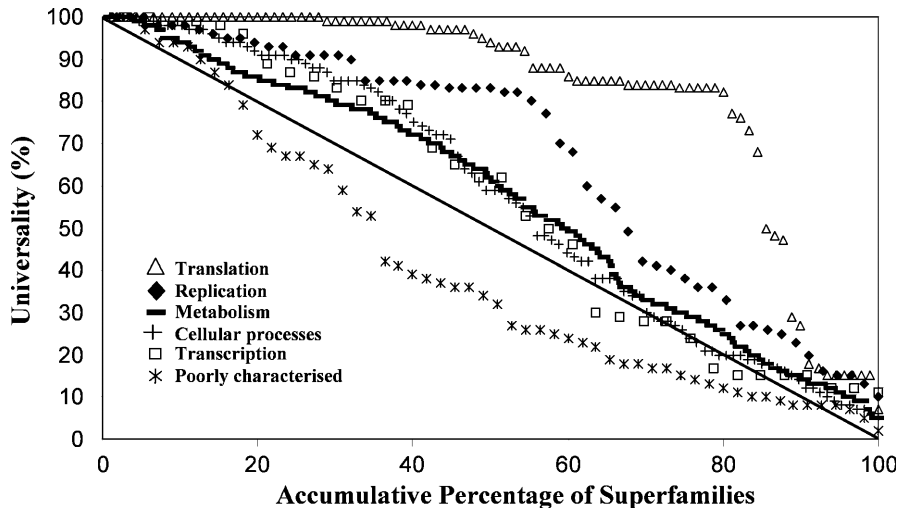 Universality (%)
100
90
80
70
60
50
40
30
20
10
0
Translation
Replication
Metabolism
Cellular processes
Transcription
Poorly characterised
0 20 40 60 80 100
Accumulative Percentage of Superfamilies